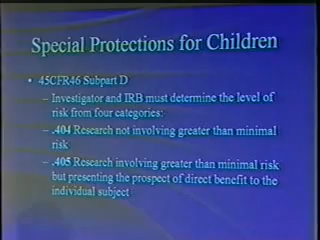 Special Protections for Children
• 45CFR46 Subpart D
– Investigator and IRB must determine the level of
risk from four categories:
– .404 Research not involving greater than minimal
risk
– .405 Research involving greater than minimal risk
but presenting the prospect of direct benefit to the
individual subject